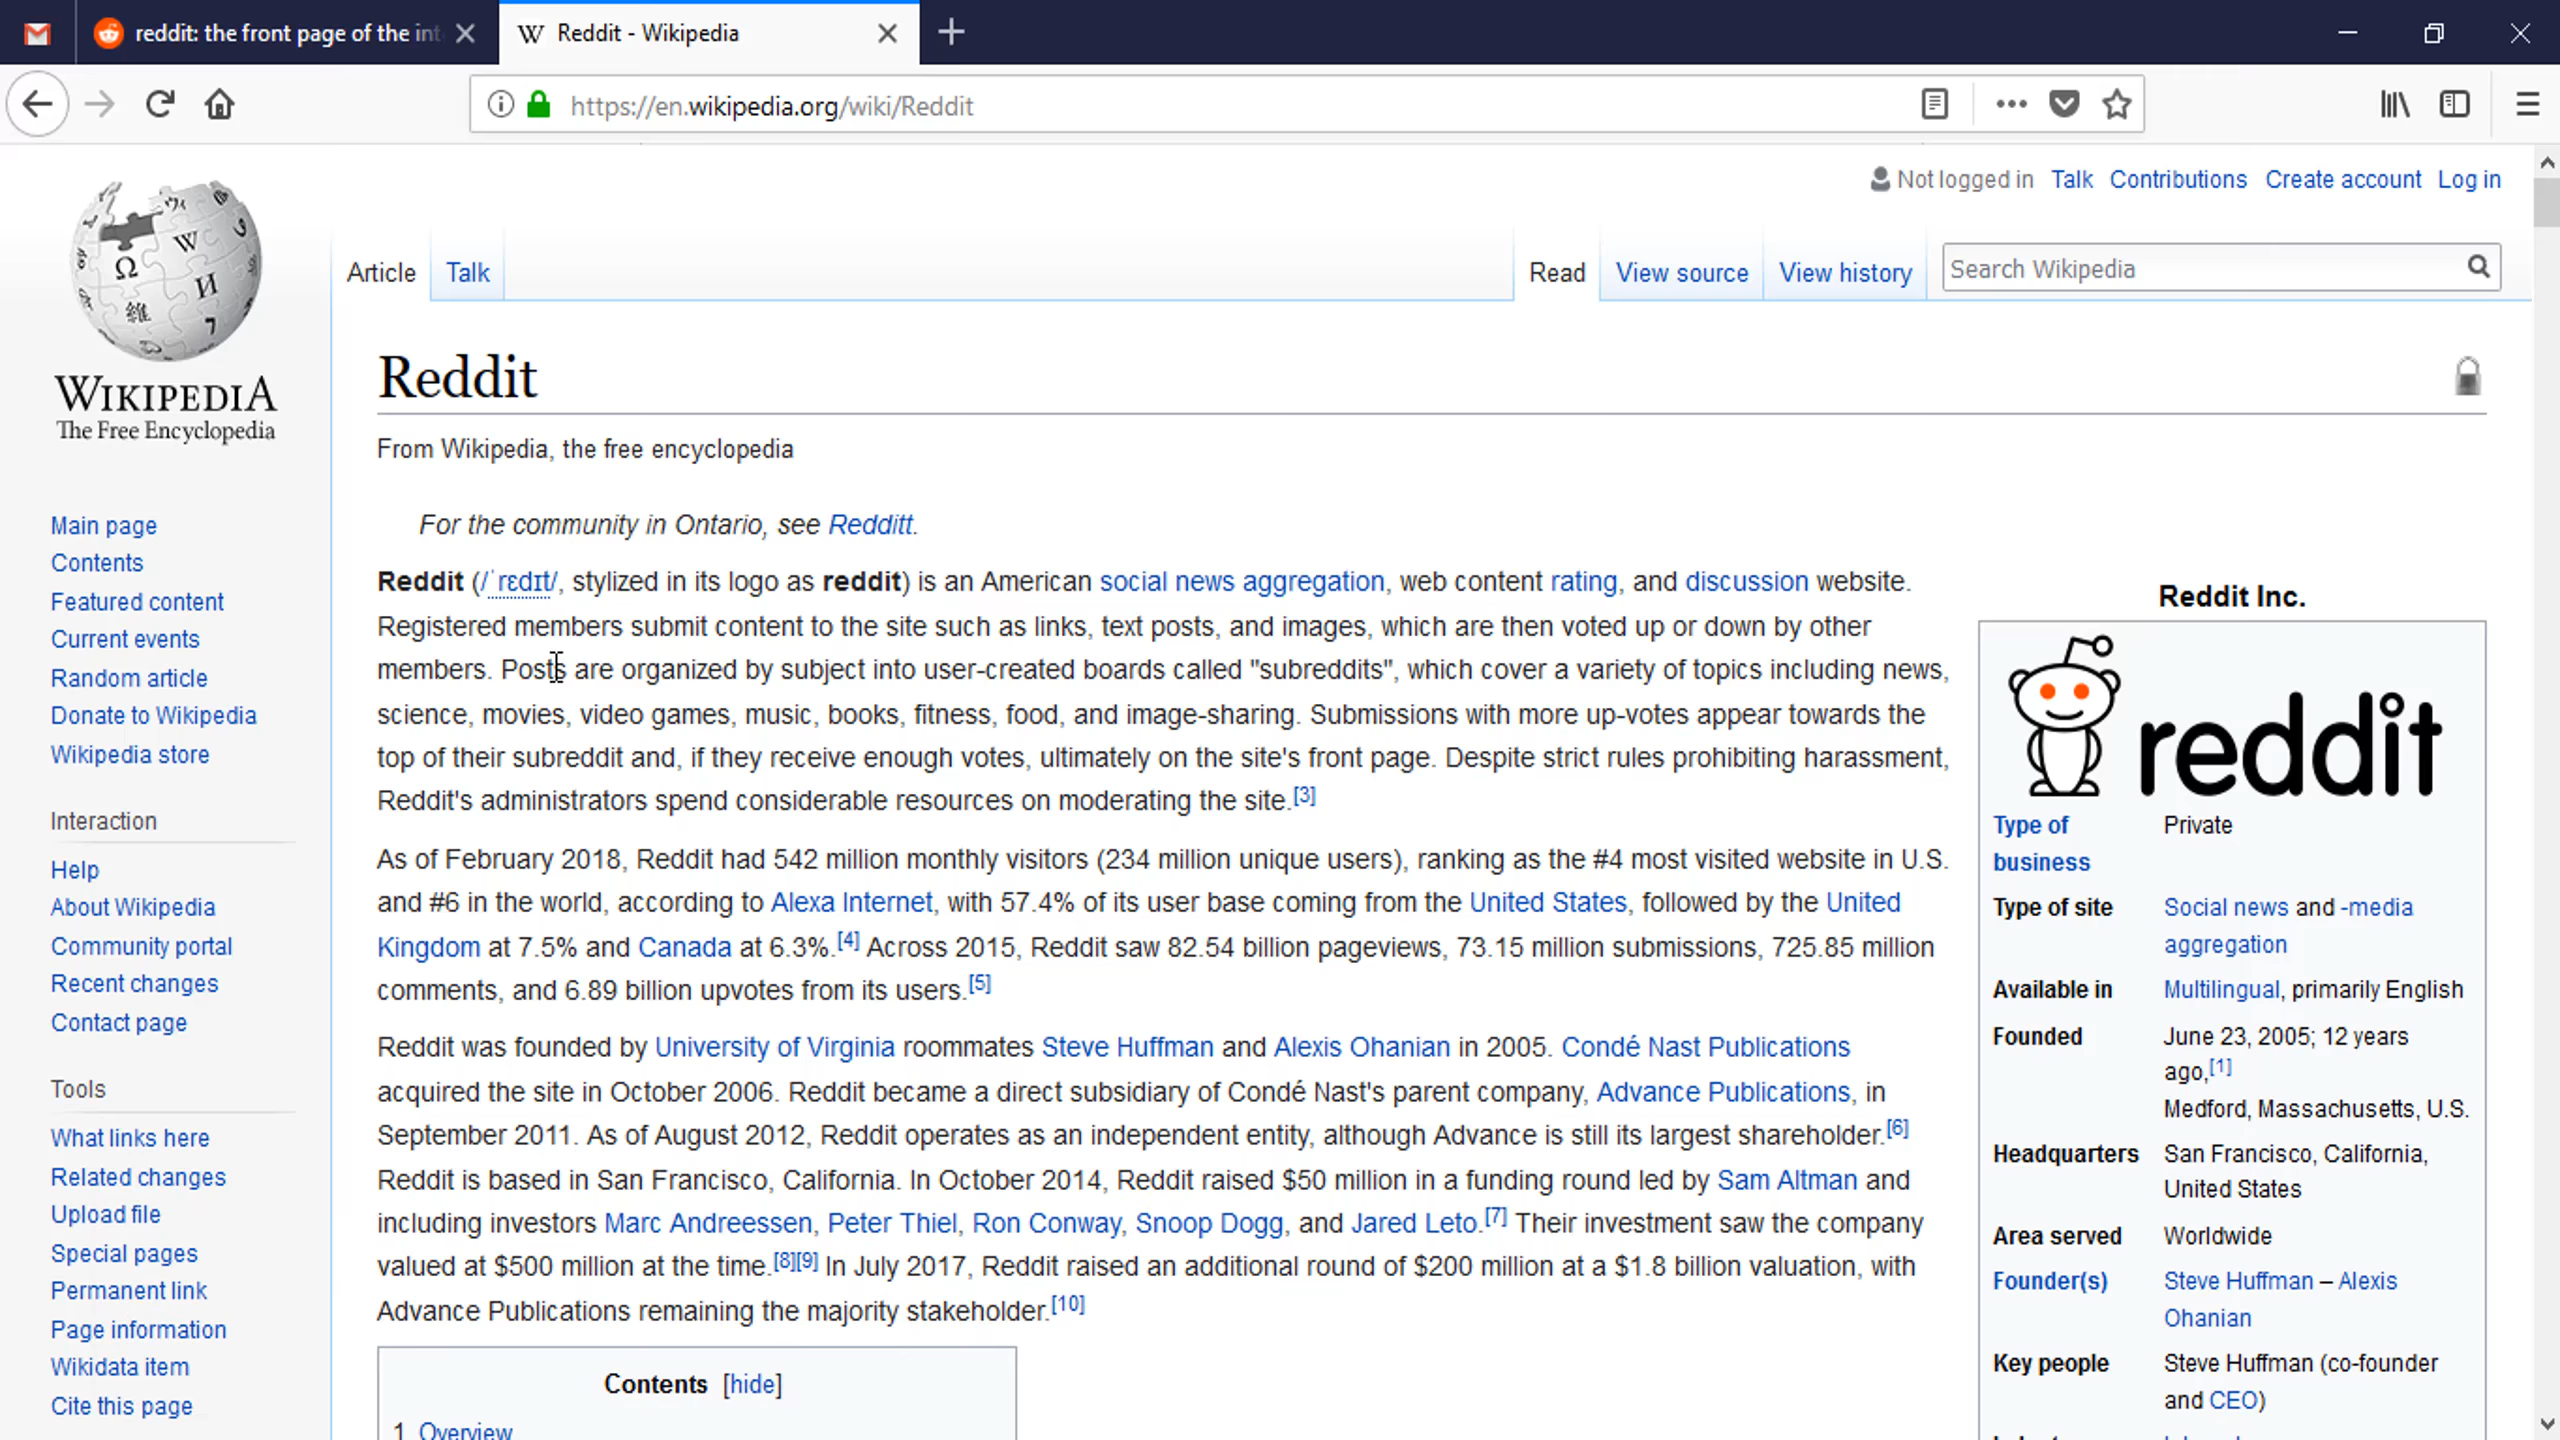 reddit: the front page of the int
Reddit - Wikipedia
https://en.wikipedia.org/wiki/Reddit
Not logged in Talk Contributions Create account Log in
Article Talk Read View source View history Search Wikipedia
WIKIPEDIA
The Free Encyclopedia
Main page
Contents
Featured content
Current events
Random article
Donate to Wikipedia
Wikipedia store
Interaction
Help
About Wikipedia
Community portal
Recent changes
Contact page
Tools
What links here
Related changes
Upload file
Special pages
Permanent link
Page information
Wikidata item
Cite this page
Reddit
From Wikipedia, the free encyclopedia
For the community in Ontario, see Redditt.
Reddit (/ˈrɛdɪt/, stylized in its logo as reddit) is an American social news aggregation, web content rating, and discussion website.
Registered members submit content to the site such as links, text posts, and images, which are then voted up or down by other
members. Posts are organized by subject into user-created boards called "subreddits", which cover a variety of topics including news,
science, movies, video games, music, books, fitness, food, and image-sharing. Submissions with more up-votes appear towards the
top of their subreddit and, if they receive enough votes, ultimately on the site's front page. Despite strict rules prohibiting harassment,
Reddit's administrators spend considerable resources on moderating the site.[3]
As of February 2018, Reddit had 542 million monthly visitors (234 million unique users), ranking as the #4 most visited website in U.S.
and #6 in the world, according to Alexa Internet, with 57.4% of its user base coming from the United States, followed by the United
Kingdom at 7.5% and Canada at 6.3%.[4] Across 2015, Reddit saw 82.54 billion pageviews, 73.15 million submissions, 725.85 million
comments, and 6.89 billion upvotes from its users.[5]
Reddit was founded by University of Virginia roommates Steve Huffman and Alexis Ohanian in 2005. Condé Nast Publications
acquired the site in October 2006. Reddit became a direct subsidiary of Condé Nast's parent company, Advance Publications, in
September 2011. As of August 2012, Reddit operates as an independent entity, although Advance is still its largest shareholder.[6]
Reddit is based in San Francisco, California. In October 2014, Reddit raised $50 million in a funding round led by Sam Altman and
including investors Marc Andreessen, Peter Thiel, Ron Conway, Snoop Dogg, and Jared Leto.[7] Their investment saw the company
valued at $500 million at the time.[8][9] In July 2017, Reddit raised an additional round of $200 million at a $1.8 billion valuation, with
Advance Publications remaining the majority stakeholder.[10]
Contents [hide]
1 Overview
Reddit Inc.
reddit
Type of business Private
Type of site Social news and -media
aggregation
Available in Multilingual, primarily English
Founded June 23, 2005; 12 years
ago,[1]
Medford, Massachusetts, U.S.
Headquarters San Francisco, California,
United States
Area served Worldwide
Founder(s) Steve Huffman – Alexis
Ohanian
Key people Steve Huffman (co-founder
and CEO)